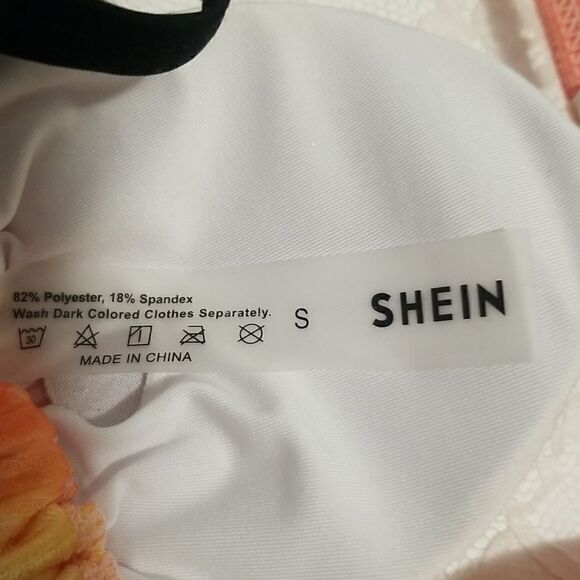 82% Polyester, 18% Spandex
Wash Dark Colored Clothes Separately.
30
S
SHEIN
MADE IN CHINA